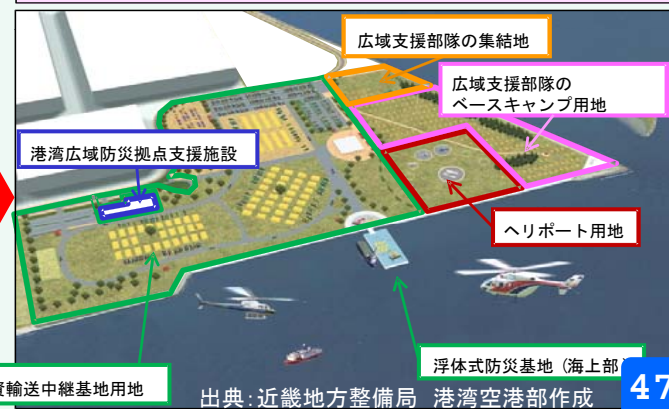 広域支援部隊の集結地
広域支援部隊の
ベースキャンプ用地
港湾広域防災拠点支援施設
ヘリポート用地
浮体式防災基地（海上部
資輸送中継基地用地
出典:近畿地方整備局 港湾空港部作成
47